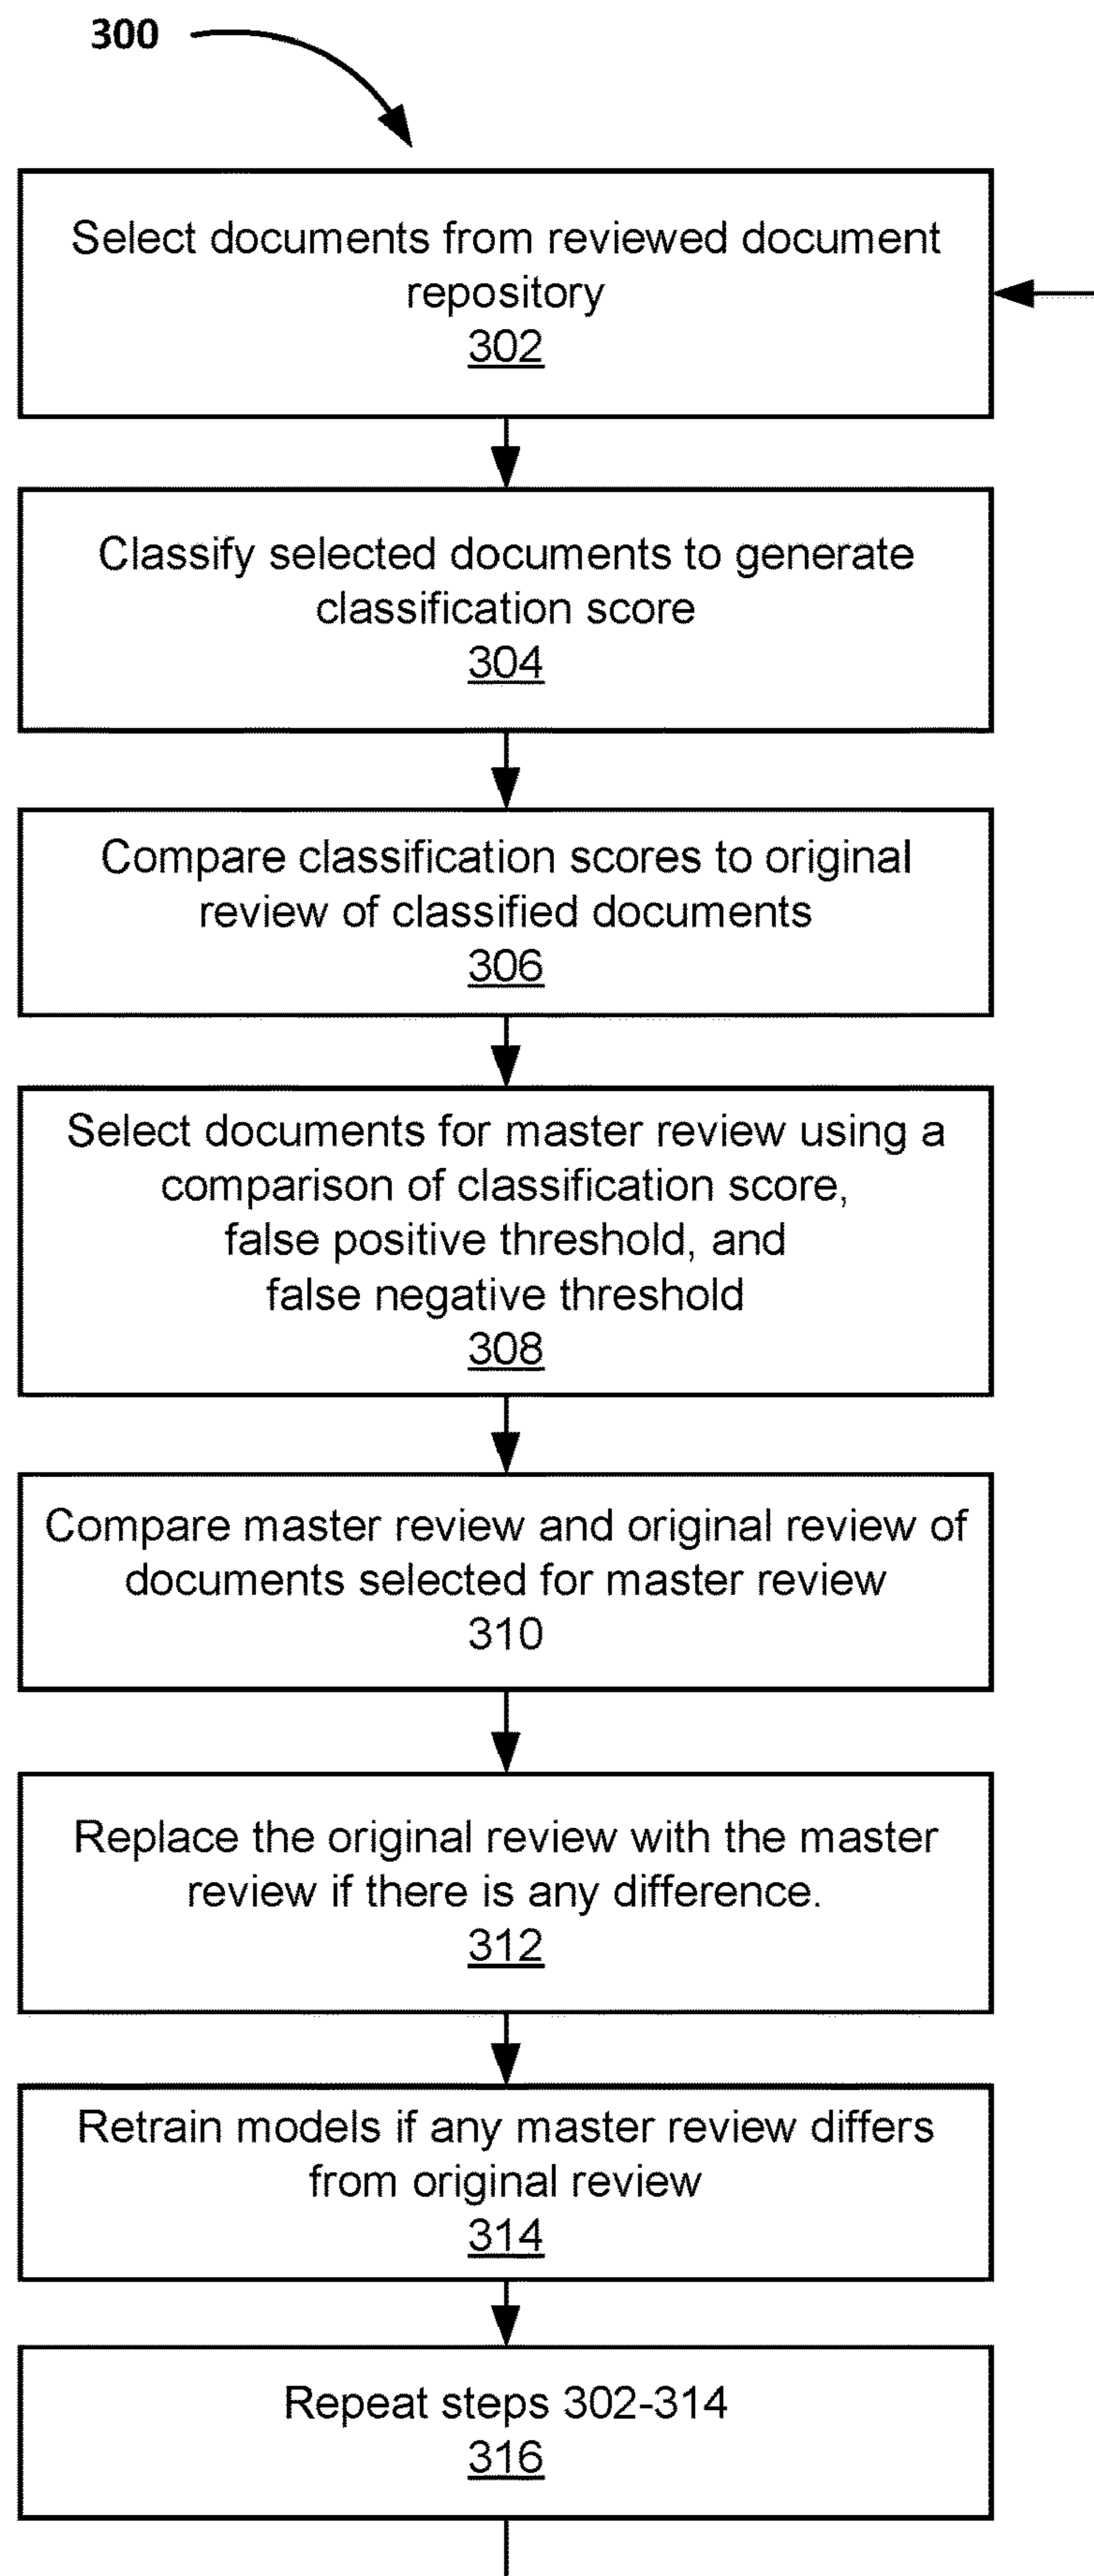 300
Select documents from reviewed document
repository
302
Classify selected documents to generate
classification score
304
Compare classification scores to original
review of classified documents
306
Select documents for master review using a
comparison of classification score,
false positive threshold, and
false negative threshold
308
Compare master review and original review of
documents selected for master review
310
Replace the original review with the master
review if there is any difference.
312
Retrain models if any master review differs
from original review
314
Repeat steps 302-314
316